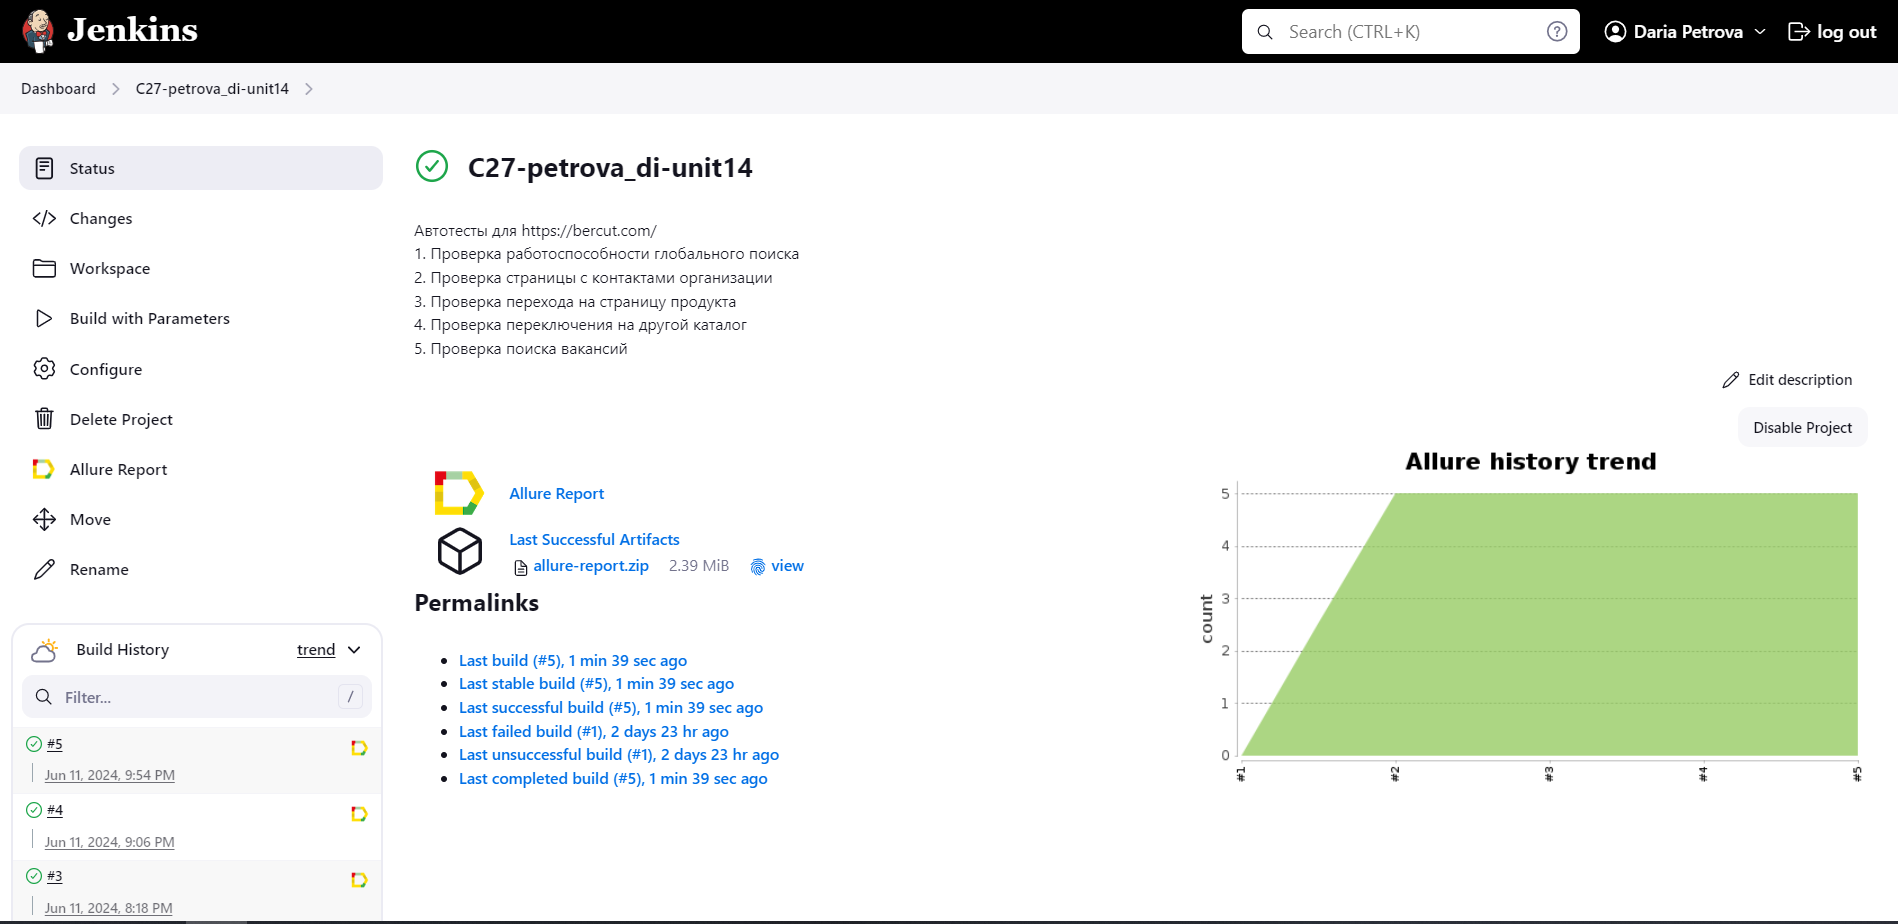 Jenkins
Search (CTRL+K)
Daria Petrova
log out
Dashboard
C27-petrova_di-unit14
Status
Changes
Workspace
Build with Parameters
Configure
Delete Project
Allure Report
Move
Rename
Build History
trend
Filter...
/
#5
Jun 11, 2024, 9:54 PM
#4
Jun 11, 2024, 9:06 PM
#3
Jun 11, 2024, 8:18 PM
C27-petrova_di-unit14
Автотесты для https://bercut.com/
1. Проверка работоспособности глобального поиска
2. Проверка страницы с контактами организации
3. Проверка перехода на страницу продукта
4. Проверка переключения на другой каталог
5. Проверка поиска вакансий
Edit description
Disable Project
Allure Report
Last Successful Artifacts
allure-report.zip 2.39 MiB view
Permalinks
Last build (#5), 1 min 39 sec ago
Last stable build (#5), 1 min 39 sec ago
Last successful build (#5), 1 min 39 sec ago
Last failed build (#1), 2 days 23 hr ago
Last unsuccessful build (#1), 2 days 23 hr ago
Last completed build (#5), 1 min 39 sec ago
Allure history trend
count
5
4
3
2
1
0
#1
#2
#3
#4
#5